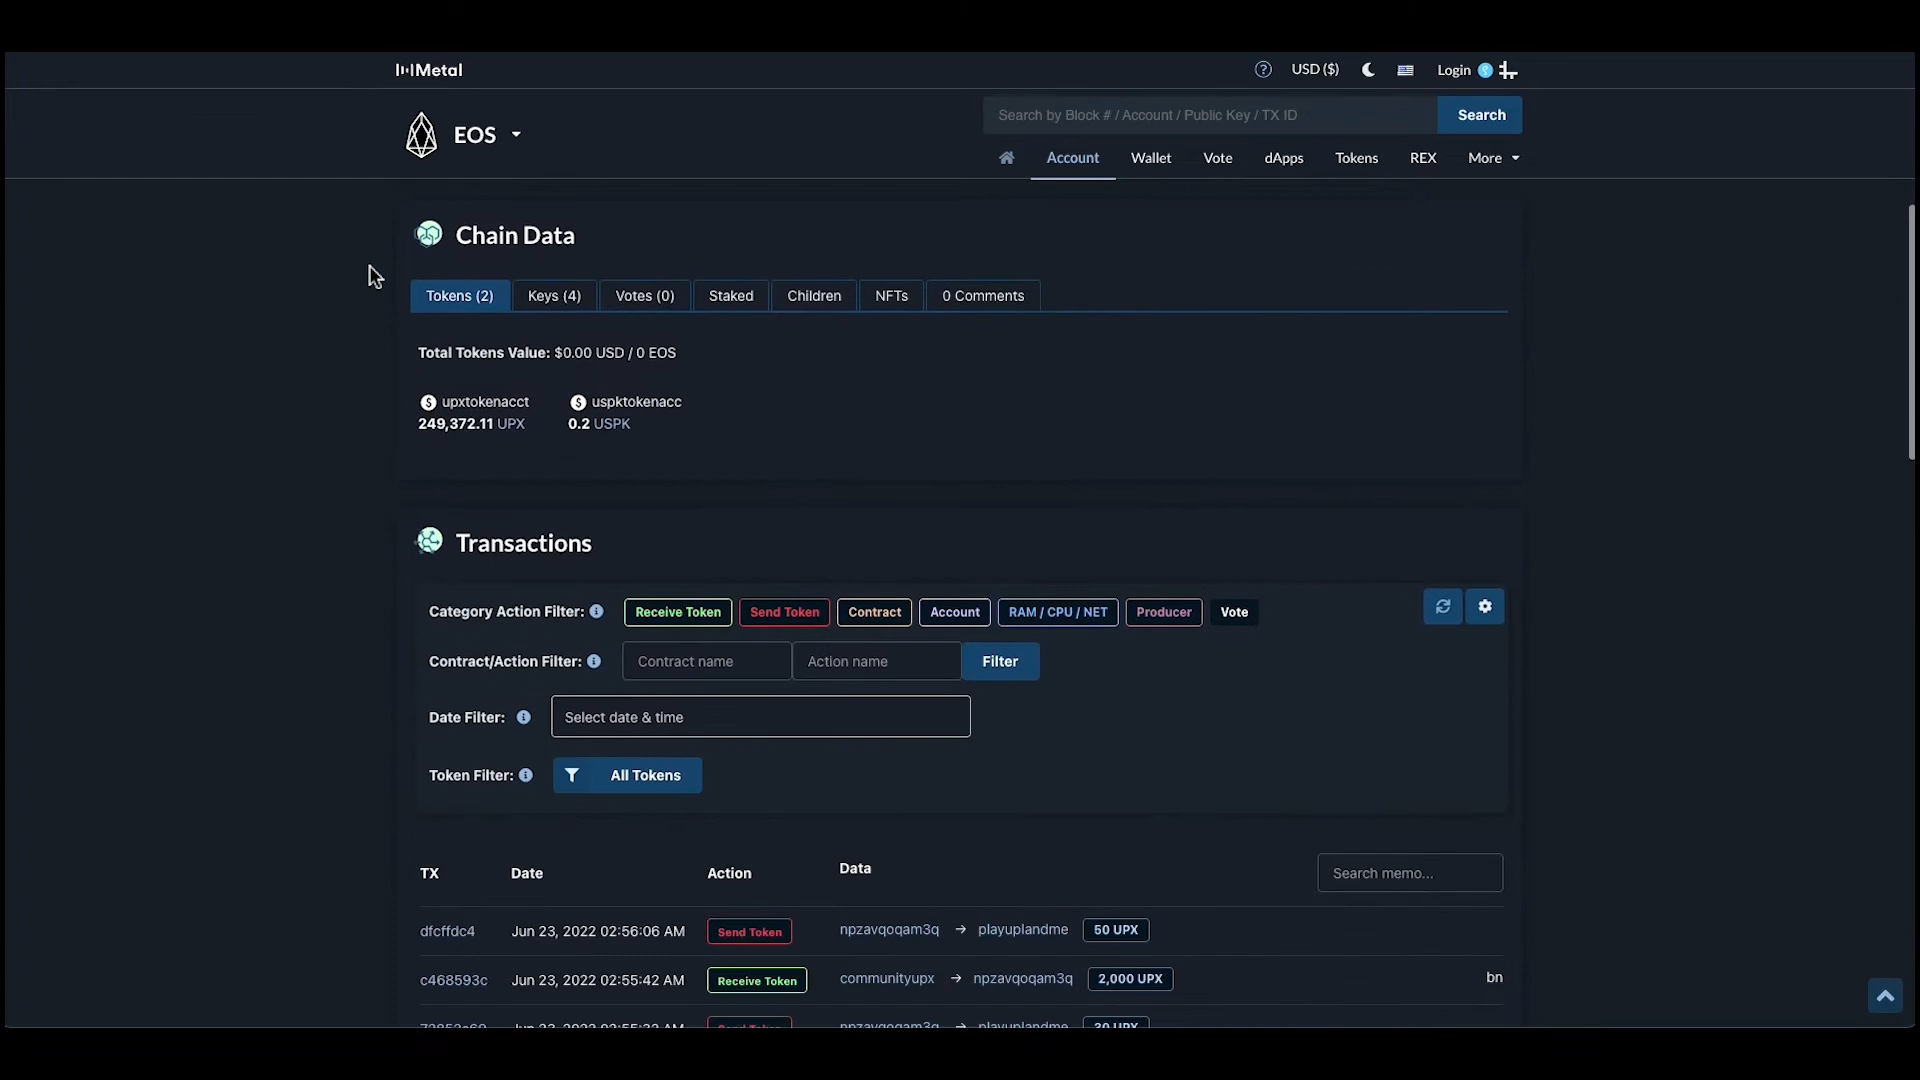 Metal
USD ($)
Login
EOS
Search by Block # / Account / Public Key / TX ID
Search
Account
Wallet
Vote
dApps
Tokens
REX
More
Chain Data
Tokens (2)
Keys (4)
Votes (0)
Staked
Children
NFTs
0 Comments
Total Tokens Value: $0.00 USD / 0 EOS
upxtokenacct
uspktokenacc
249,372.11 UPX
0.2 USPK
Transactions
Category Action Filter:
Receive Token
Send Token
Contract
Account
RAM / CPU / NET
Producer
Vote
Contract/Action Filter:
Contract name
Action name
Filter
Date Filter:
Select date & time
Token Filter:
All Tokens
TX
Date
Action
Data
Search memo...
dfcffdc4 Jun 23, 2022 02:56:06 AM Send Token npzavqoqam3q → playuplandme 50 UPX
c468593c Jun 23, 2022 02:55:42 AM Receive Token communityupx → npzavqoqam3q 2,000 UPX bn
Send Token npzavqoqam3q → playuplandme